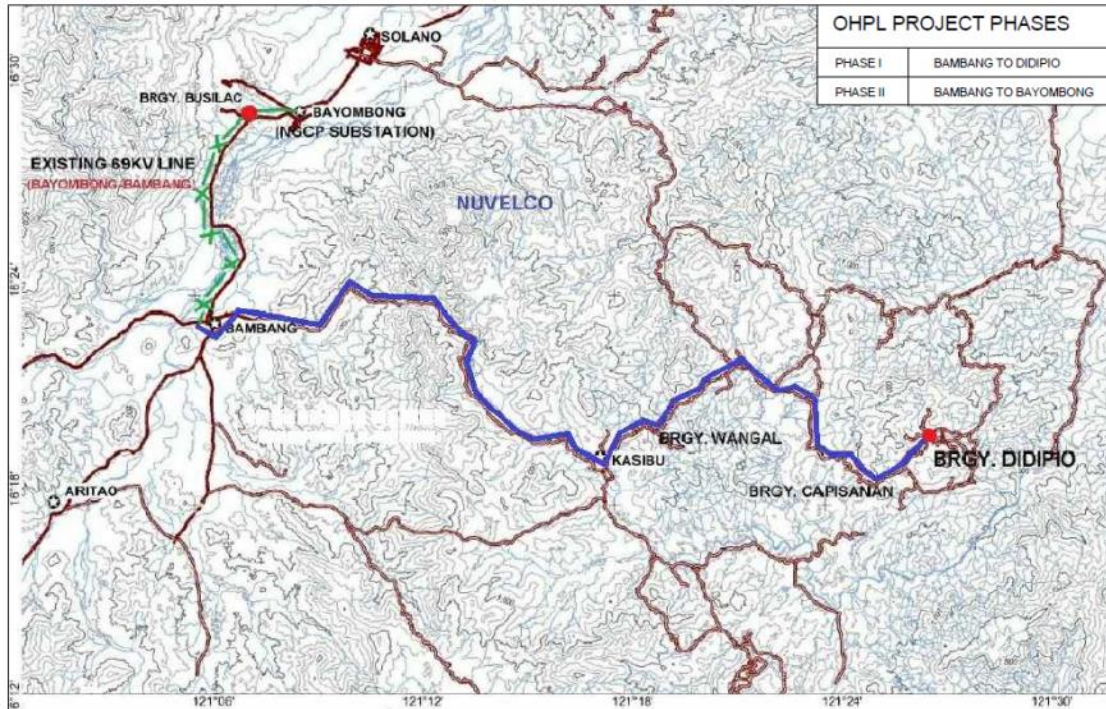 OHPL PROJECT PHASES
PHASE I BAMBANG TO DIDIPIO
PHASE II BAMBANG TO BAYOMBONG
SOLANO
BRGY. BUSILAC
BAYOMBONG
(NGCP SUBSTATION)
EXISTING 69KV LINE
(BAYOMBONG-BAMBANG)
NUVELCO
BAMBANG
BRGY. WANGAL
KASIBU
BRGY. DIDIPIO
BRGY. CAPISANAN
ARITAO
16°30
16°24
16°18
6°12
121°06
121°12
121°18
121°24
121°30